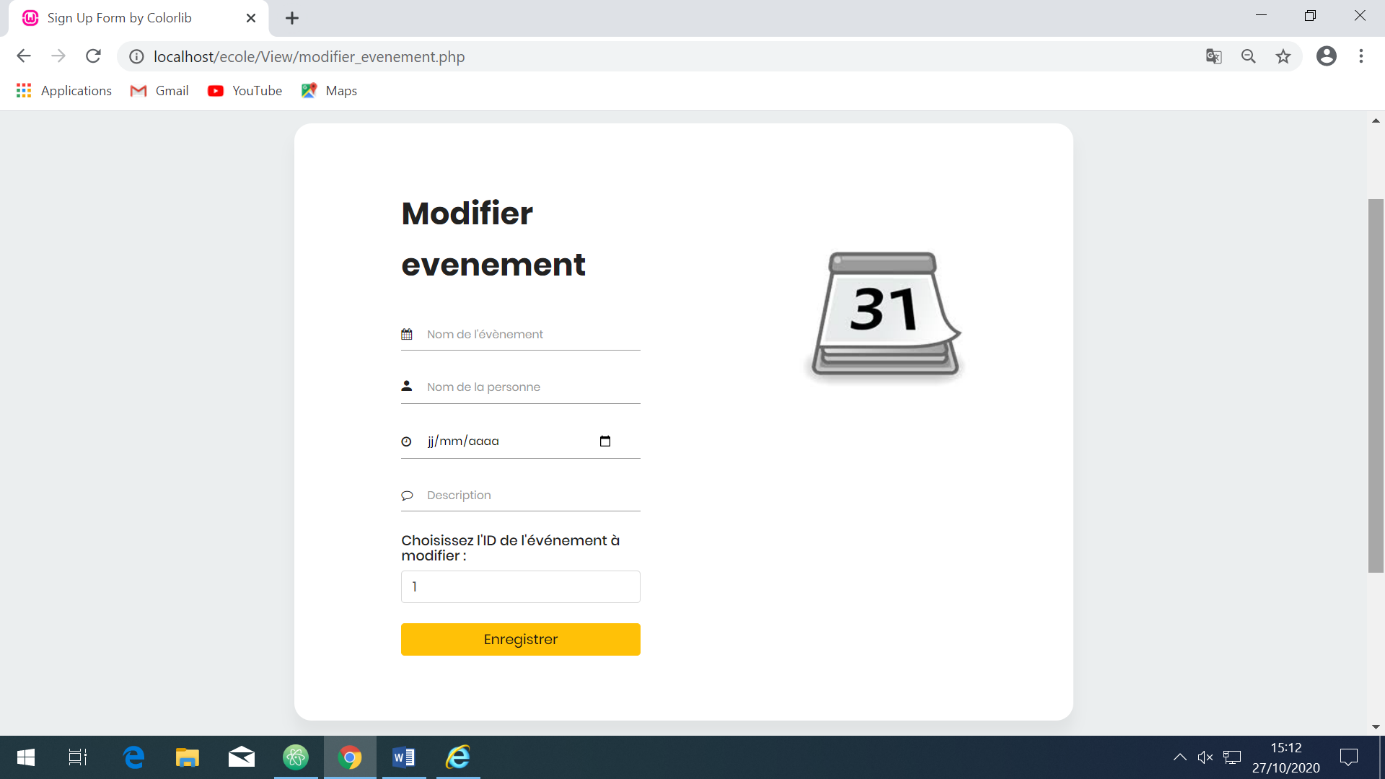 Sign Up Form by Colorlib
localhost/ecole/View/modifier_evenement.php
Applications
Gmail
YouTube
Maps
Modifier
evenement
31
Nom de l'évènement
Nom de la personne
jj/mm/aaaa
Description
Choisissez l'ID de l'événement à
modifier :
1
Enregistrer
15:12
27/10/2020